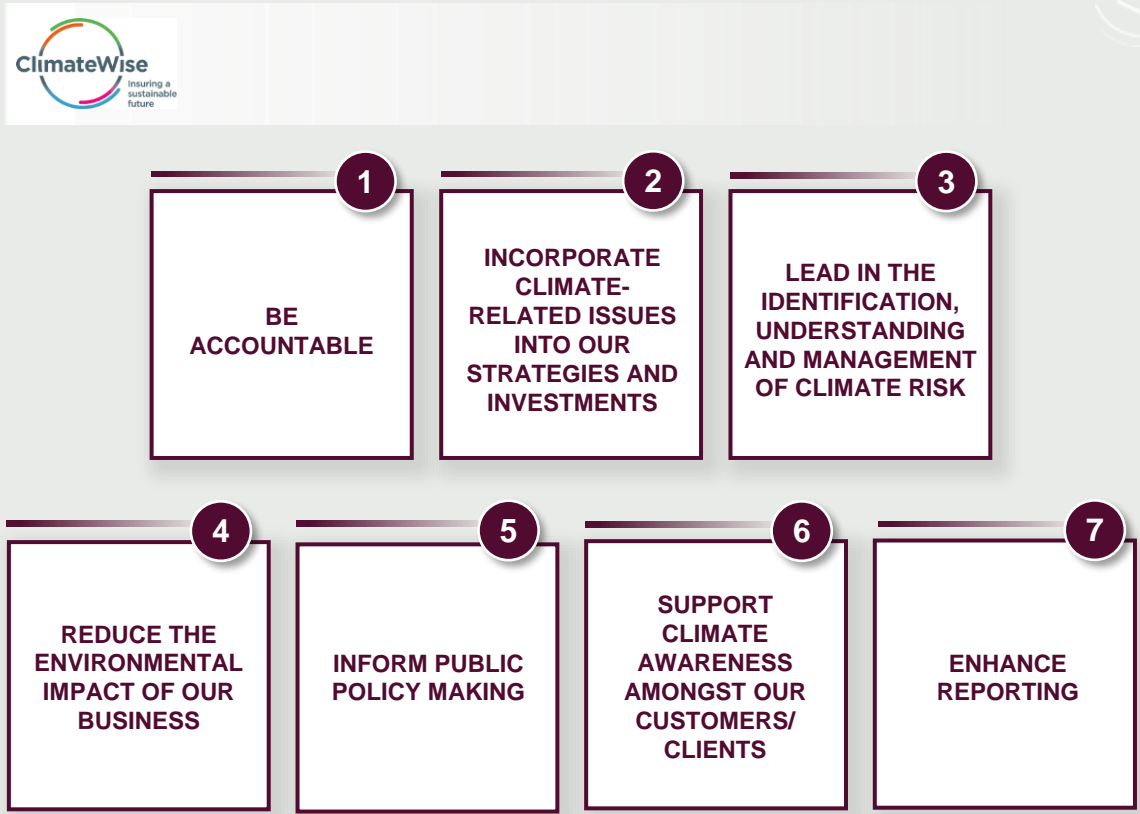 ClimateWise
Insuring a
sustainable
future
1
BE
ACCOUNTABLE
2
INCORPORATE
CLIMATE-
RELATED ISSUES
INTO OUR
STRATEGIES AND
INVESTMENTS
3
LEAD IN THE
IDENTIFICATION,
UNDERSTANDING
AND MANAGEMENT
OF CLIMATE RISK
4
REDUCE THE
ENVIRONMENTAL
IMPACT OF OUR
BUSINESS
5
INFORM PUBLIC
POLICY MAKING
6
SUPPORT
CLIMATE
AWARENESS
AMONGST OUR
CUSTOMERS/
CLIENTS
7
ENHANCE
REPORTING